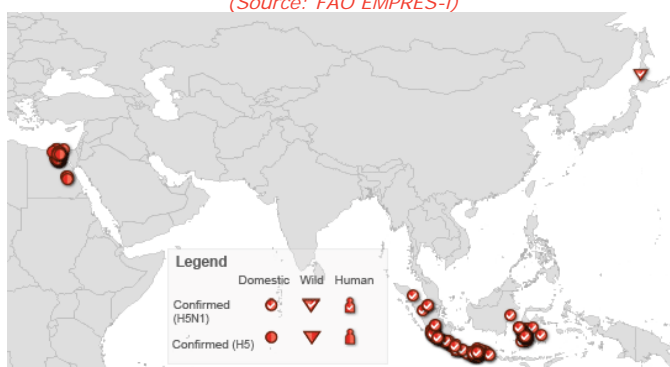 (Source: FAO EMPRES-i)
Legend
Domestic Wild Human
Confirmed
(H5N1)
Confirmed (H5)